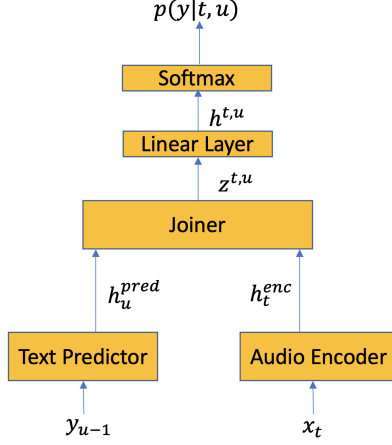 p(y|t, u)
Softmax
h^{t,u}
Linear Layer
z^{t,u}
Joiner
h_u^{pred} h_t^{enc}
Text Predictor Audio Encoder
y_{u-1} x_t